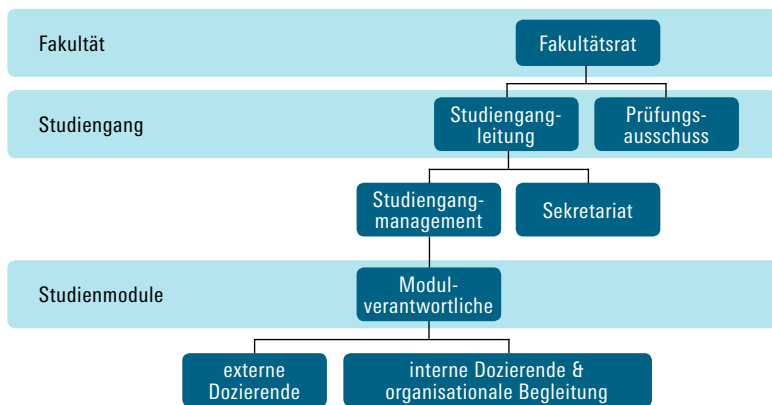 Fakultät
Fakultätsrat
Studiengang
Studiengang-
leitung
Prüfungs-
ausschuss
Studiengang-
management
Sekretariat
Studienmodule
Modul-
verantwortliche
externe
Dozierende
interne Dozierende &
organisationale Begleitung